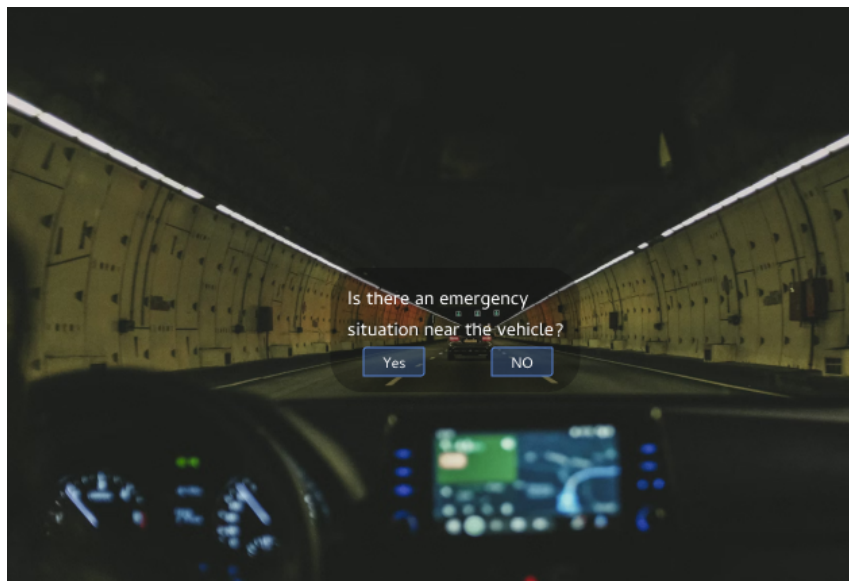 Is there an emergency
situation near the vehicle?
Yes
NO